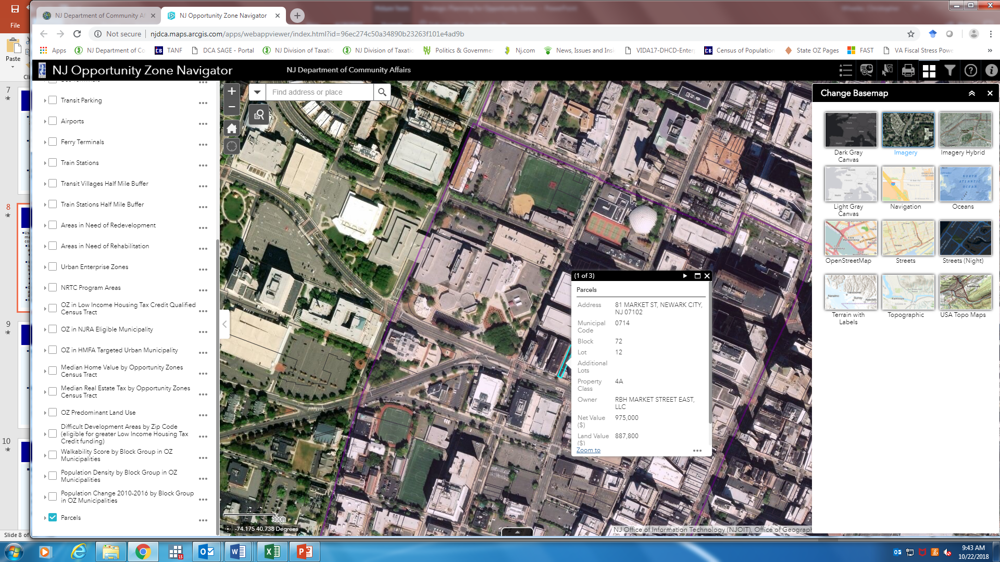 File
Paste
7
8
9
10
Slide 8 of
NJ Department of Community Af
NJ Opportunity Zone Navigator
Not secure
njdca.maps.arcgis.com/apps/webappviewer/index.html?id=96ec274c50a34890b23263f101e4ad9b
Apps
NJ Department of Co
TANF
DCA SAGE - Portal
NJ Division of Taxatic
NJ Division of Taxatic
Politics & Governmen
Nj.com
News, Issues and Insi
VIDA17-DHCD-Enter
Census of Population
State OZ Pages
FAST
VA Fiscal Stress Powe
NJ Opportunity Zone Navigator
NJ Department of Community Affairs
Transit Parking
Airports
Ferry Terminals
Train Stations
Transit Villages Half Mile Buffer
Train Stations Half Mile Buffer
Areas in Need of Redevelopment
Areas in Need of Rehabilitation
Urban Enterprise Zones
NRTC Program Areas
OZ in Low Income Housing Tax Credit Qualified
Census Tract
OZ in NJRA Eligible Municipality
OZ in HMFA Targeted Urban Municipality
Median Home Value by Opportunity Zones
Census Tract
Median Real Estate Tax by Opportunity Zones
Census Tract
OZ Predominant Land Use
Difficult Development Areas by Zip Code
(eligible for greater Low Income Housing Tax
Credit funding)
Walkability Score by Block Group in OZ
Municipalities
Population Density by Block Group in OZ
Municipalities
Population Change 2010-2016 by Block Group
in OZ Municipalities
Parcels
Find address or place
(1 of 3)
Parcels
Address 81 MARKET ST, NEWARK CITY,
NJ 07102
Municipal 0714
Code
Block 72
Lot 12
Additional
Lots
Property 4A
Class
Owner RBH MARKET STREET EAST,
LLC
Net Value 975,000
($)
Land Value 887,800
($)
Zoom to
300ft
-74.175 40.738 Degrees
NJ Office of Information Technology (NJOIT), Office of Geograph
Change Basemap
Dark Gray
Canvas
Imagery
Imagery Hybrid
Light Gray
Canvas
Navigation
Oceans
OpenStreetMap
Streets
Streets (Night)
Terrain with
Labels
Topographic
USA Topo Maps
9:43 AM
10/22/2018